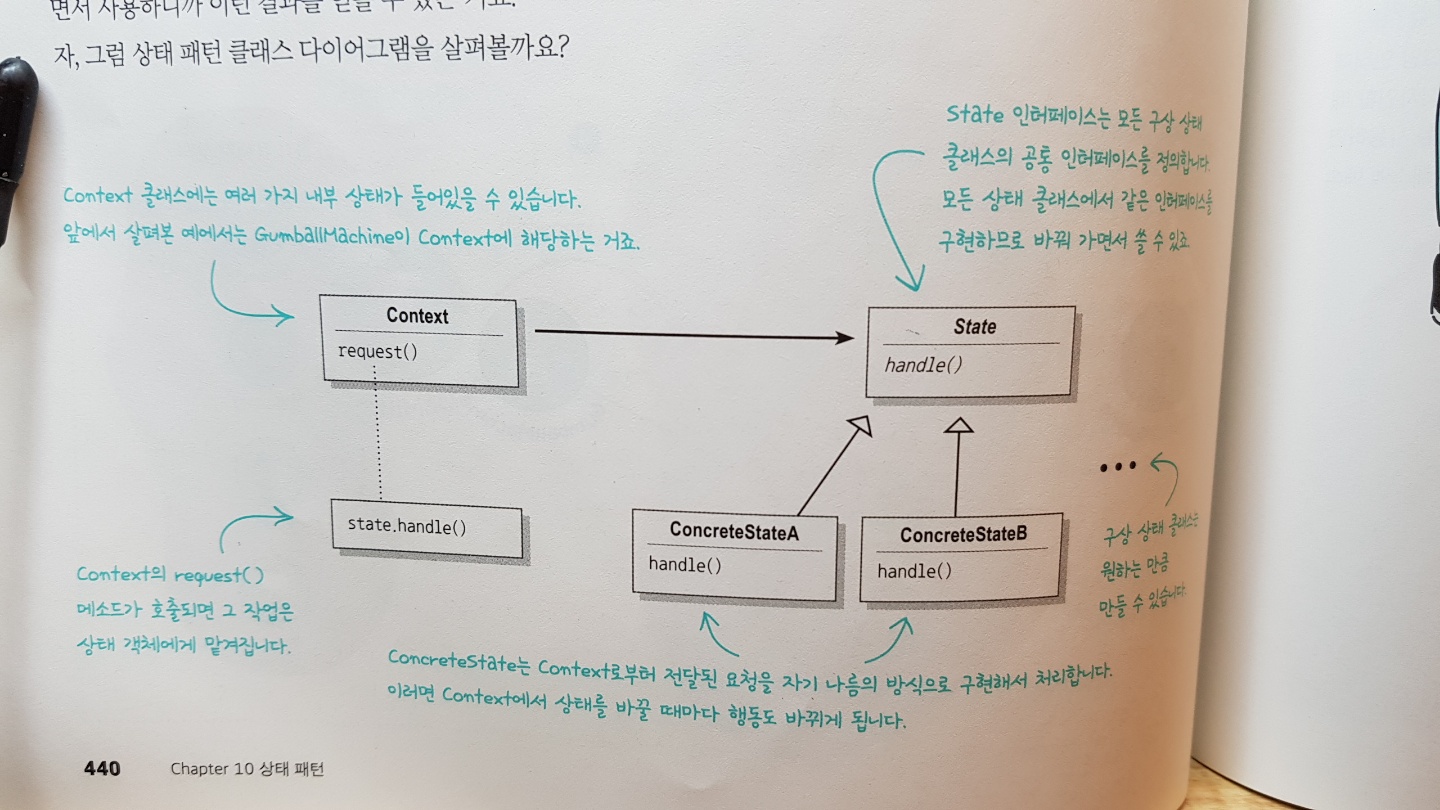 면서 사용하니까 이런 결과를 얻을 수 있는 거죠.
자, 그럼 상태 패턴 클래스 다이어그램을 살펴볼까요?
Context 클래스에는 여러 가지 내부 상태가 들어있을 수 있습니다.
앞에서 살펴본 예에서는 GumballMachine이 Context에 해당하는 거죠.
State 인터페이스는 모든 구상 상태
클래스의 공통 인터페이스를 정의합니다.
모든 상태 클래스에서 같은 인터페이스를
구현하므로 바꿔 가면서 쓸 수 있죠.
Context
request()
State
handle()
state.handle()
ConcreteStateA
handle()
ConcreteStateB
handle()
•••
구상 상태 클래스는
원하는 만큼
만들 수 있습니다.
Context의 request()
메소드가 호출되면 그 작업은
상태 객체에게 맡겨집니다.
ConcreteState는 Context로부터 전달된 요청을 자기 나름의 방식으로 구현해서 처리합니다.
이러면 Context에서 상태를 바꿀 때마다 행동도 바뀌게 됩니다.
440 Chapter 10 상태 패턴